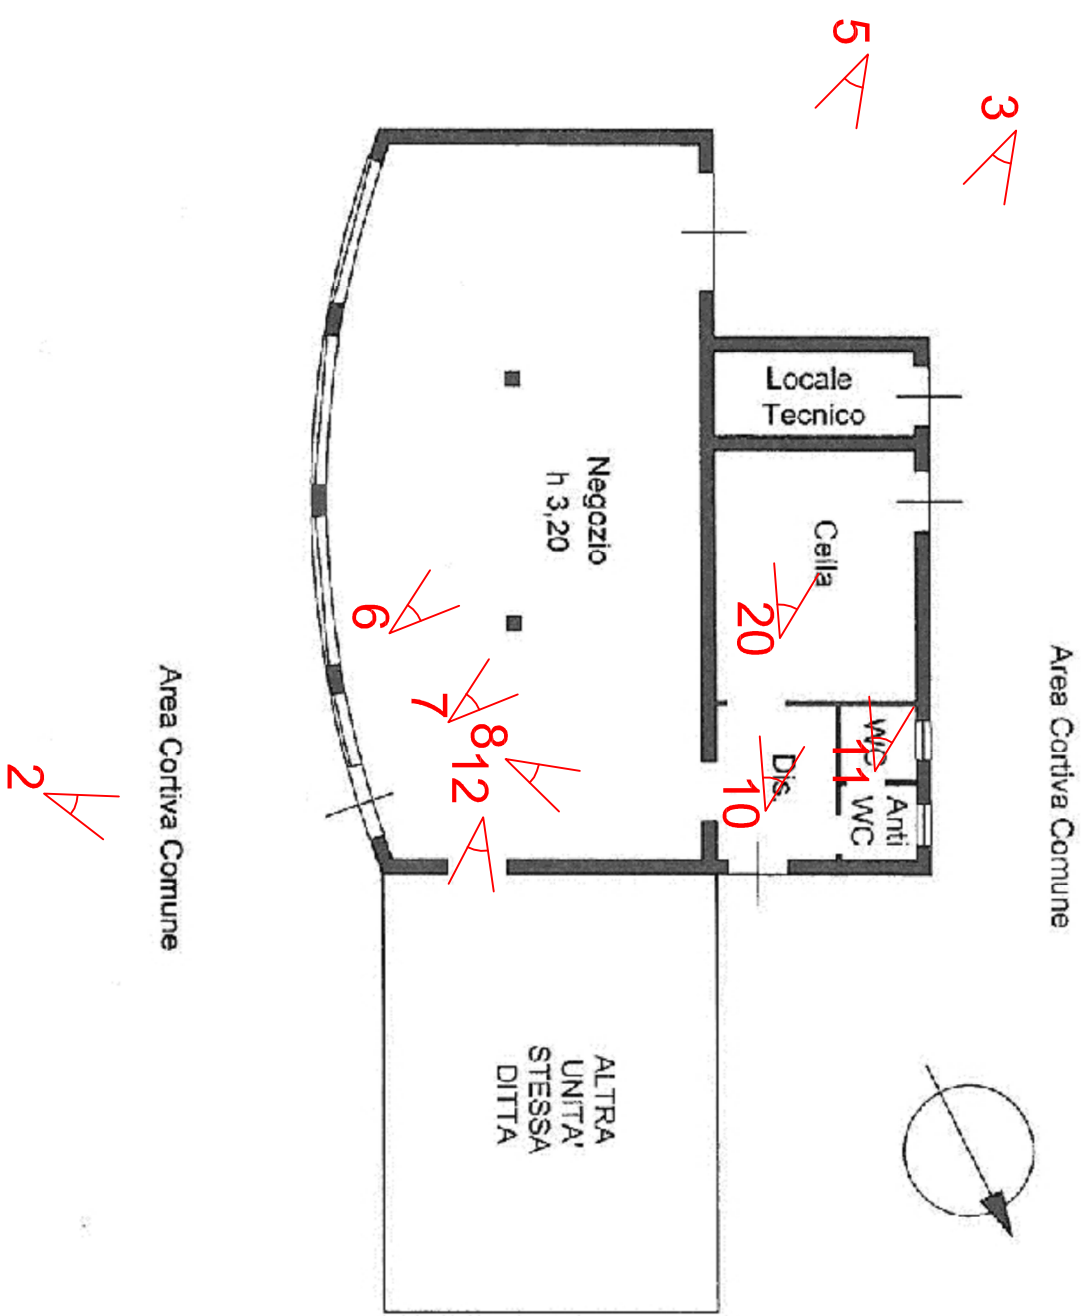 5
3
Locale
Tecnico
Negozio
h 3,20
Cella
20
6
7
8
12
10
Dis.
WC
11
Anti
WC
2
Area Cortiva Comune
Area Cortiva Comune
ALTRA
UNITA'
STESSA
DITTA